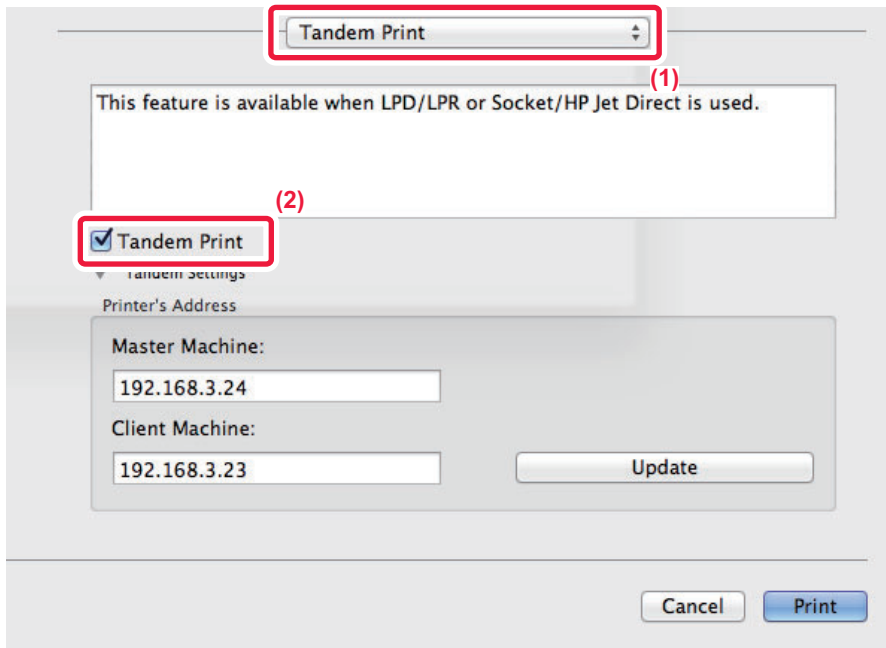 Tandem Print
(1)
This feature is available when LPD/LPR or Socket/HP Jet Direct is used.
(2)
Tandem Print
Tandem Settings
Printer's Address
Master Machine:
192.168.3.24
Client Machine:
192.168.3.23
Update
Cancel
Print